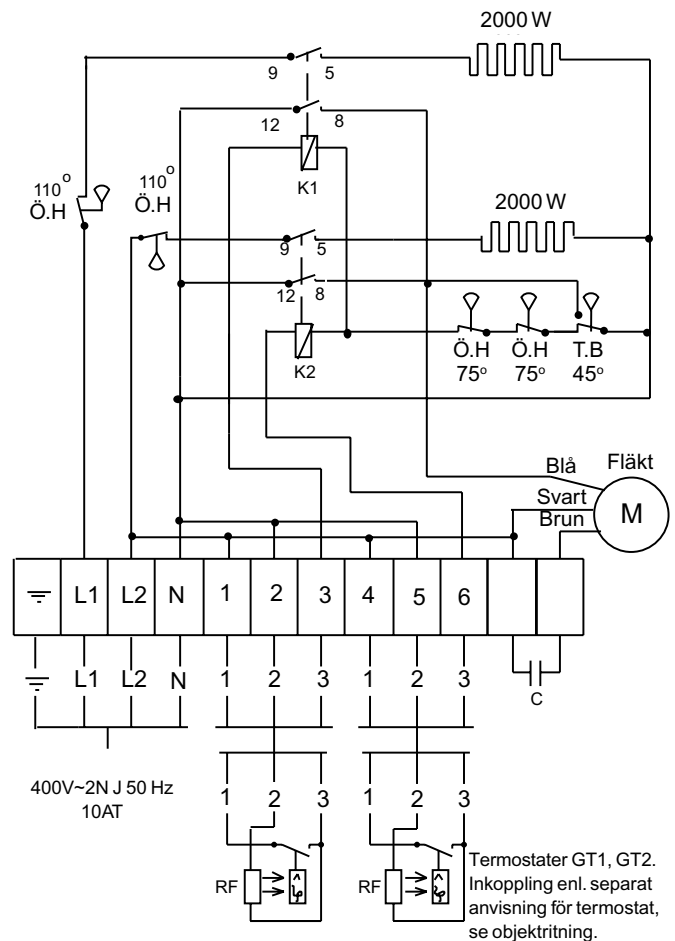 2000 W
9 5
12 8
K1
110° Ö.H
110° Ö.H
2000 W
9 5
12 8
K2
Ö.H 75°
Ö.H 75°
T.B 45°
Blå
Fläkt
Svart
Brun
M
L1 L2 N 1 2 3 4 5 6
L1 L2 N 1 2 3 1 2 3
C
400V~2N J 50 Hz
10AT
1 2 3 1 2 3
RF
RF
Termostater GT1, GT2.
Inkoppling enl. separat
anvisning för termostat,
se objektritning.